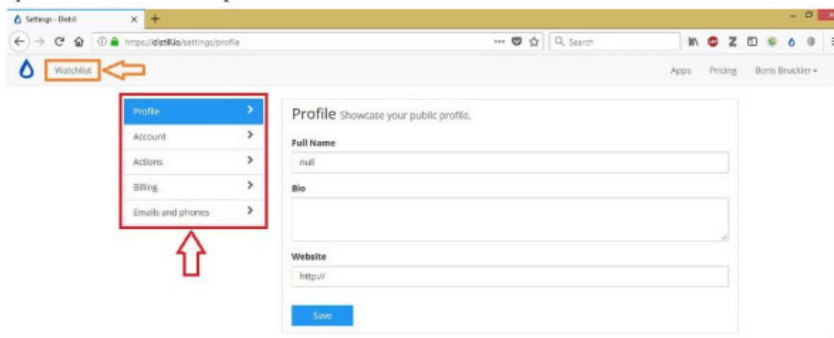 Settings - Distill
https://distill.io/settings/profile
Search
Watchlist
Apps Pricing Boris Bruckler
Profile
Account
Actions
Billing
Emails and phones
Profile Showcase your public profile.
Full Name
null
Bio
Website
http://
Save